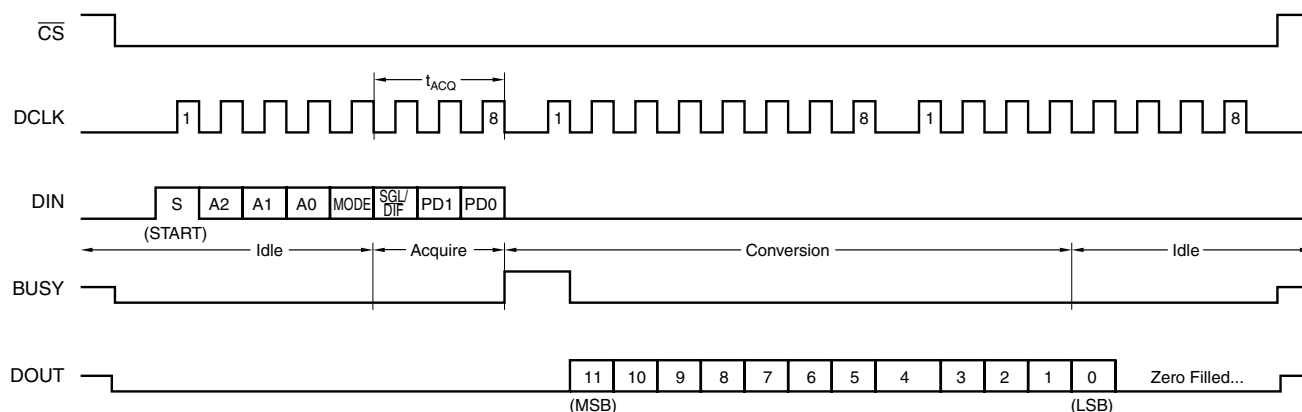 CS
t_ACQ
DCLK 1 8 1 8 1 8
DIN S A2 A1 A0 MODE SGL/DIF PD1 PD0
(START)
Idle Acquire Conversion Idle
BUSY
DOUT 11 10 9 8 7 6 5 4 3 2 1 0 Zero Filled...
(MSB) (LSB)